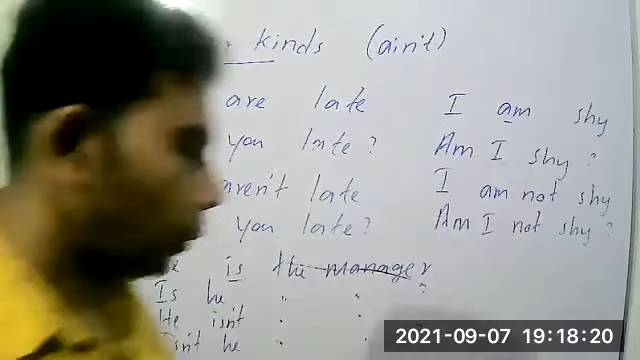 kinds (ain't)
are late I am shy
you late ? Am I shy ?
aren't late I am not shy
you late? Am I not shy ?
is the manager
Is he " " ?
He isn't " "
Isn't he " "
2021-09-07 19:18:20